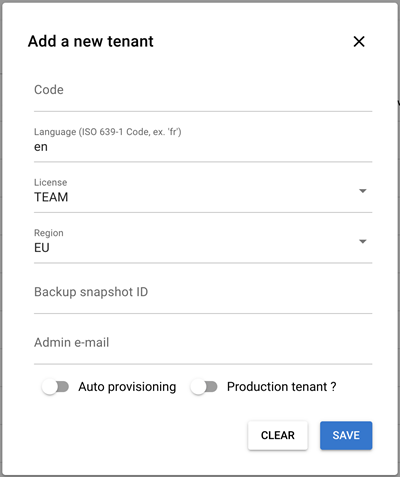 Add a new tenant
Code
Language (ISO 639-1 Code, ex. 'fr')
en
License
TEAM
Region
EU
Backup snapshot ID
Admin e-mail
Auto provisioning Production tenant ?
CLEAR SAVE